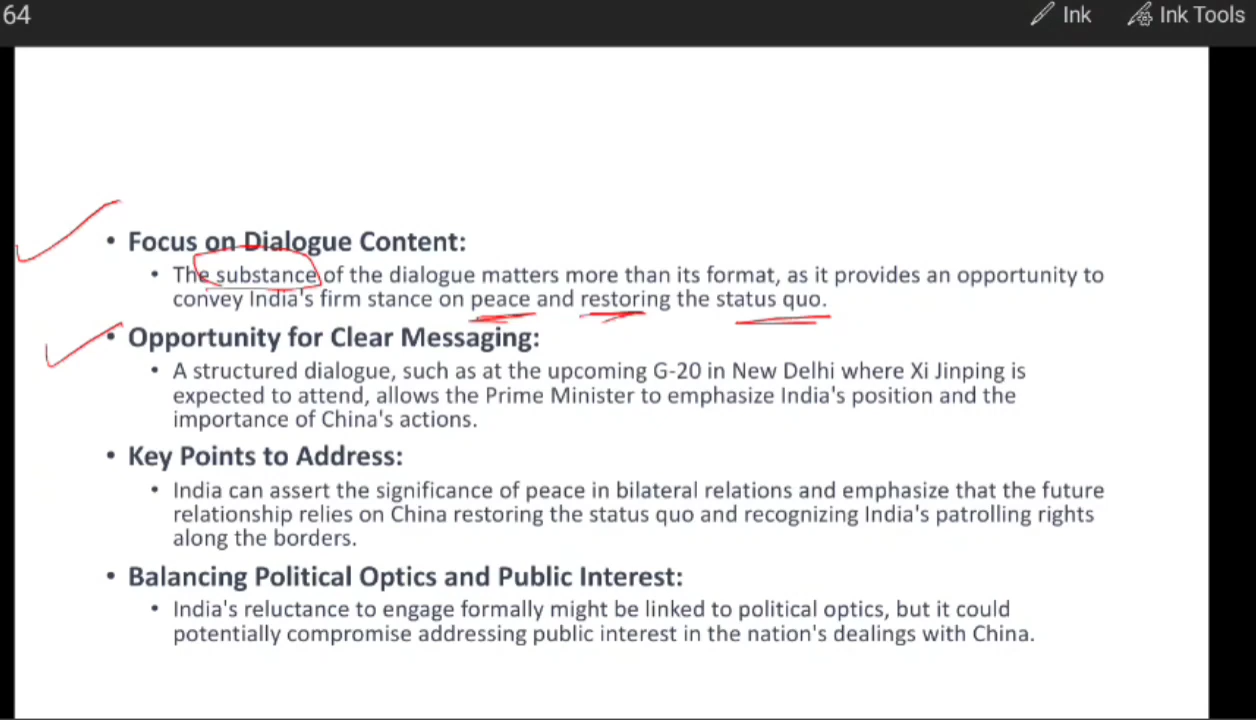 64
Ink
Ink Tools
• Focus on Dialogue Content:
• The substance of the dialogue matters more than its format, as it provides an opportunity to
convey India's firm stance on peace and restoring the status quo.
• Opportunity for Clear Messaging:
• A structured dialogue, such as at the upcoming G-20 in New Delhi where Xi Jinping is
expected to attend, allows the Prime Minister to emphasize India's position and the
importance of China's actions.
• Key Points to Address:
• India can assert the significance of peace in bilateral relations and emphasize that the future
relationship relies on China restoring the status quo and recognizing India's patrolling rights
along the borders.
• Balancing Political Optics and Public Interest:
• India's reluctance to engage formally might be linked to political optics, but it could
potentially compromise addressing public interest in the nation's dealings with China.